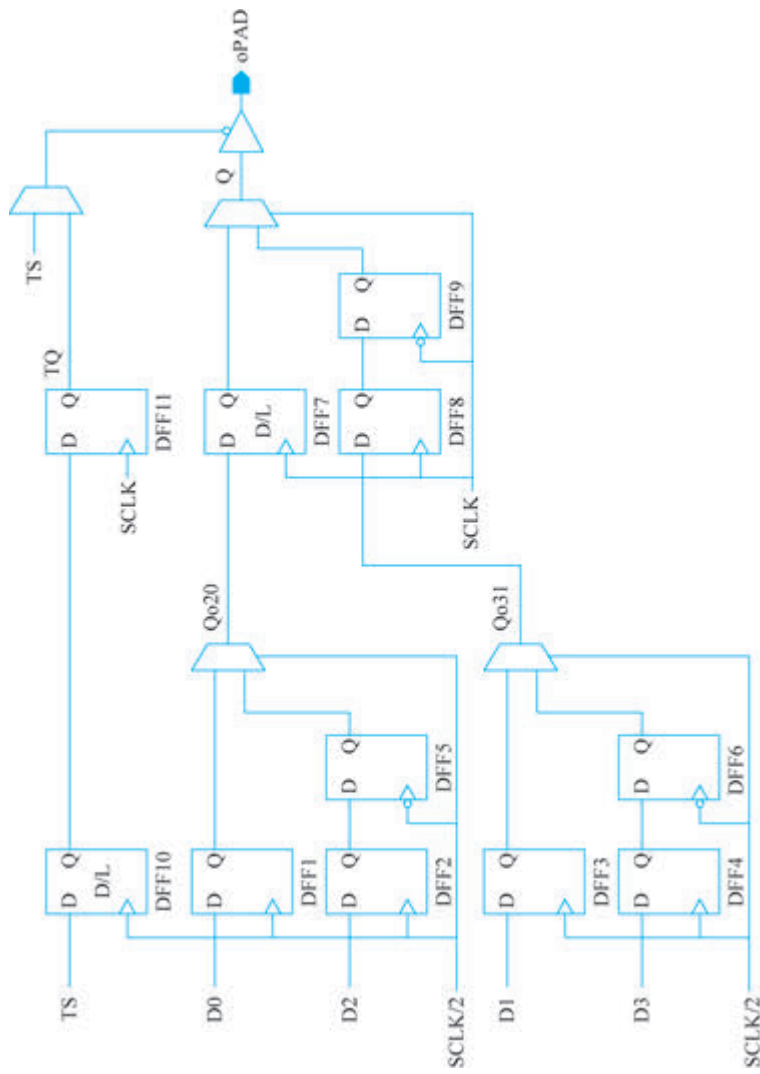 TS
D Q
D/L
DFF10
D Q
DFF11
SCLK
TQ
TS
oPAD
D0
D Q
DFF1
D2
D Q
DFF2
D Q
DFF5
SCLK/2
Qo20
D Q
D/L
DFF7
D Q
DFF8
D Q
DFF9
SCLK
Q
D1
D Q
DFF3
D3
D Q
DFF4
D Q
DFF6
SCLK/2
Qo31